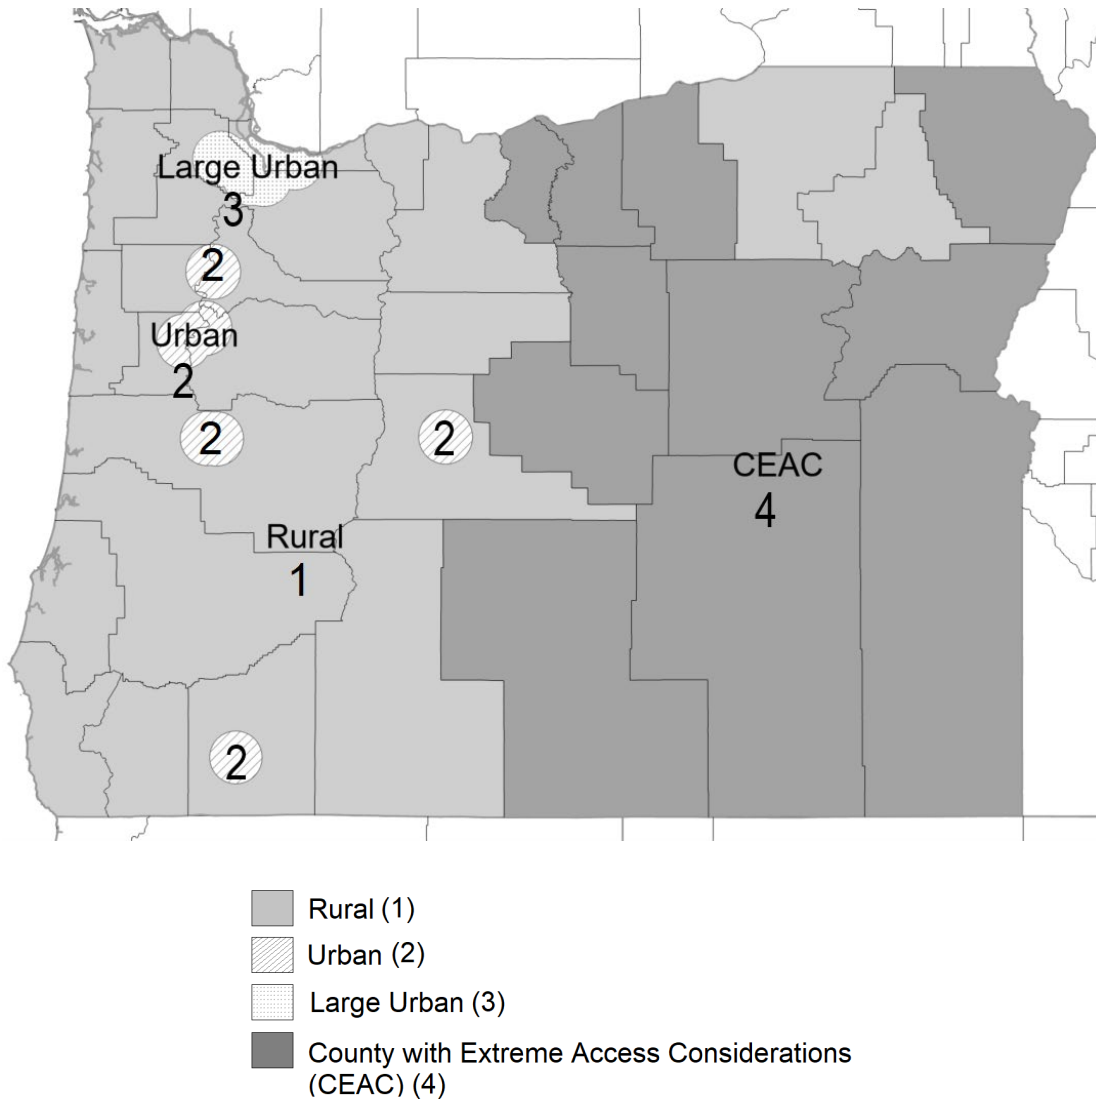 Large Urban
3
2
Urban
2
2
2
CEAC
4
Rural
1
2
Rural (1)
Urban (2)
Large Urban (3)
County with Extreme Access Considerations
(CEAC) (4)